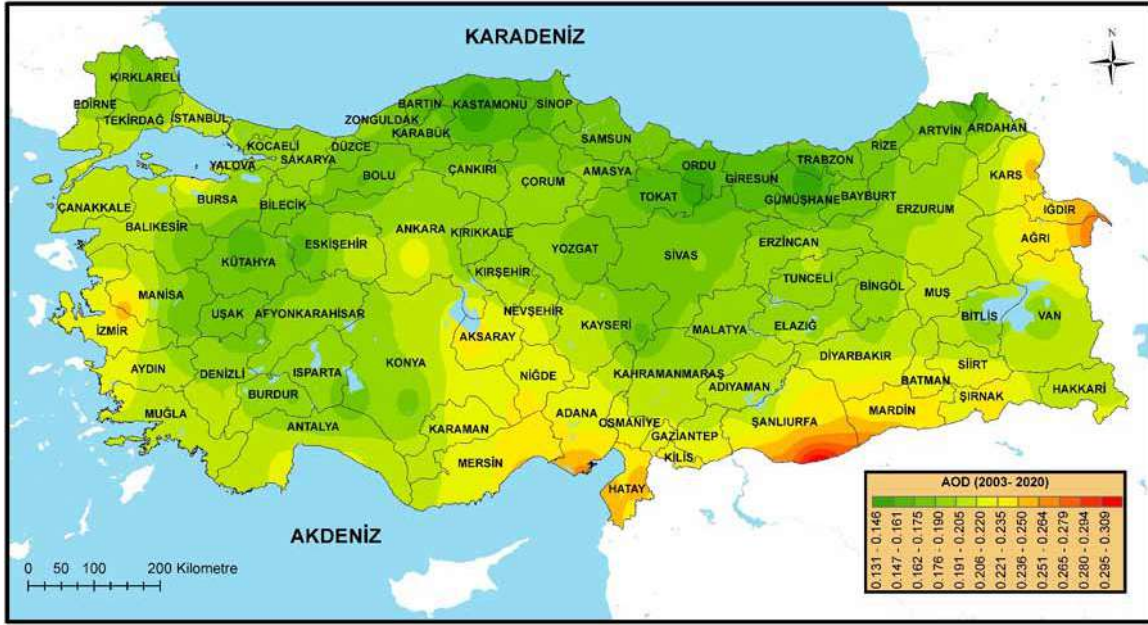 KARADENİZ
N
KIRKLARELİ
EDİRNE
TEKİRDAĞ
İSTANBUL
KOCAELİ
YALOVA
SAKARYA
DÜZCE
ZONGULDAK
BARTIN
KARABÜK
KASTAMONU
SİNOP
SAMSUN
BOLU
ÇANKIRI
ÇORUM
AMASYA
ORDU
TOKAT
GİRESUN
TRABZON
GÜMÜŞHANE
BAYBURT
RİZE
ARTVİN
ARDAHAN
KARS
IĞDIR
AĞRI
ERZURUM
ERZİNCAN
ÇANAKKALE
BALIKESİR
BURSA
BİLECİK
ESKİŞEHİR
KÜTAHYA
ANKARA
KIRIKKALE
KIRŞEHİR
YOZGAT
SİVAS
TUNCELİ
BİNGÖL
MUŞ
BİTLİS
VAN
MANİSA
İZMİR
UŞAK
AFYONKARAHİSAR
AKSARAY
NEVŞEHİR
KAYSERİ
MALATYA
ELAZIĞ
DİYARBAKIR
BATMAN
SİİRT
ŞIRNAK
HAKKARİ
AYDIN
DENİZLİ
ISPARTA
BURDUR
KONYA
NİĞDE
KAHRAMANMARAŞ
ADIYAMAN
ŞANLIURFA
MARDİN
MUĞLA
ANTALYA
KARAMAN
MERSİN
ADANA
OSMANİYE
GAZİANTEP
KİLİS
HATAY
AKDENİZ
0 50 100 200 Kilometre
AOD (2003- 2020)
0.131 - 0.146
0.147 - 0.161
0.162 - 0.175
0.176 - 0.190
0.191 - 0.205
0.206 - 0.220
0.221 - 0.235
0.236 - 0.250
0.251 - 0.264
0.265 - 0.279
0.280 - 0.294
0.295 - 0.309